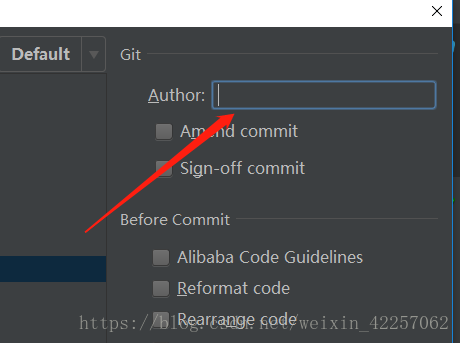 Default
Git
Author:
Amend commit
Sign-off commit
Before Commit
Alibaba Code Guidelines
Reformat code
Rearrange code
https://blog.csdn.net/weixin_42257062